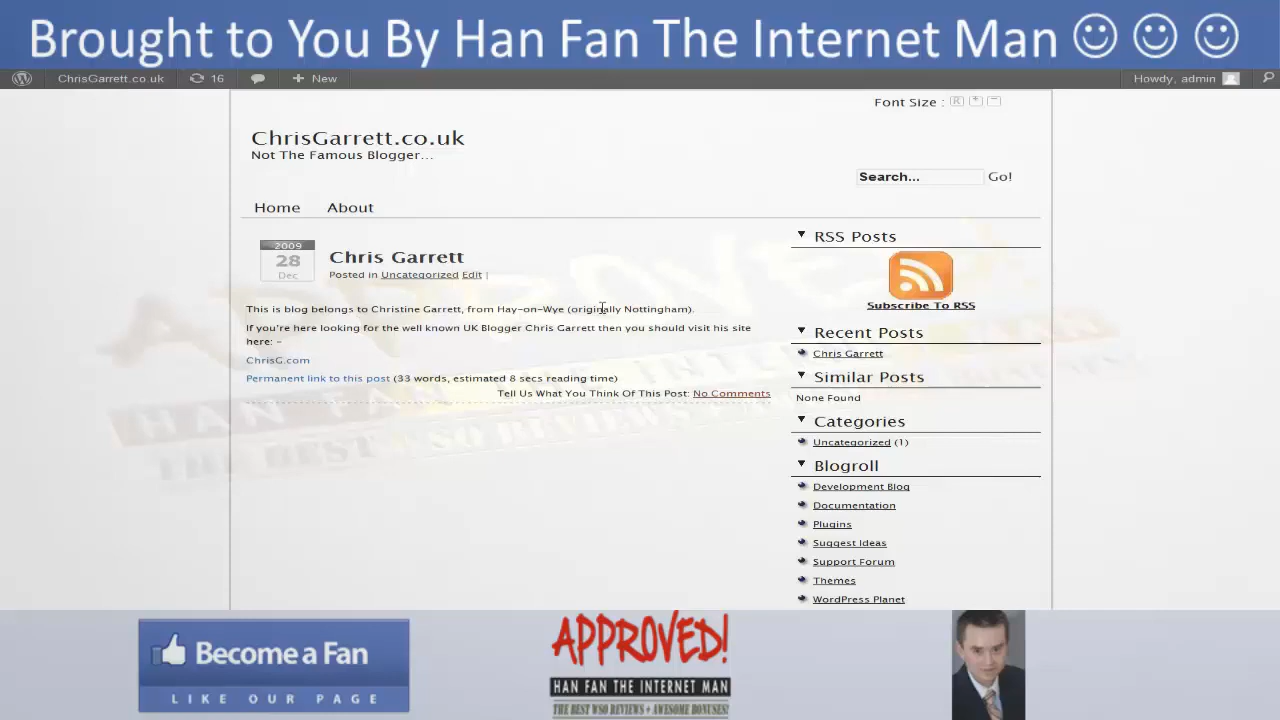 Brought to You By Han Fan The Internet Man
ChrisGarrett.co.uk 16 New Howdy, admin
Font Size : R + -
ChrisGarrett.co.uk
Not The Famous Blogger...
Search... Go!
Home About
2009
28
Dec
Chris Garrett
Posted in Uncategorized Edit |
This is blog belongs to Christine Garrett, from Hay-on-Wye (originally Nottingham).
If you're here looking for the well known UK Blogger Chris Garrett then you should visit his site
here: -
ChrisG.com
Permanent link to this post (33 words, estimated 8 secs reading time)
Tell Us What You Think Of This Post: No Comments
RSS Posts
Subscribe To RSS
Recent Posts
Chris Garrett
Similar Posts
None Found
Categories
Uncategorized (1)
Blogroll
Development Blog
Documentation
Plugins
Suggest Ideas
Support Forum
Themes
WordPress Planet
Become a Fan
LIKE OUR PAGE
APPROVED!
HAN FAN THE INTERNET MAN
THE BEST WSO REVIEWS + AWESOME BONUSES!